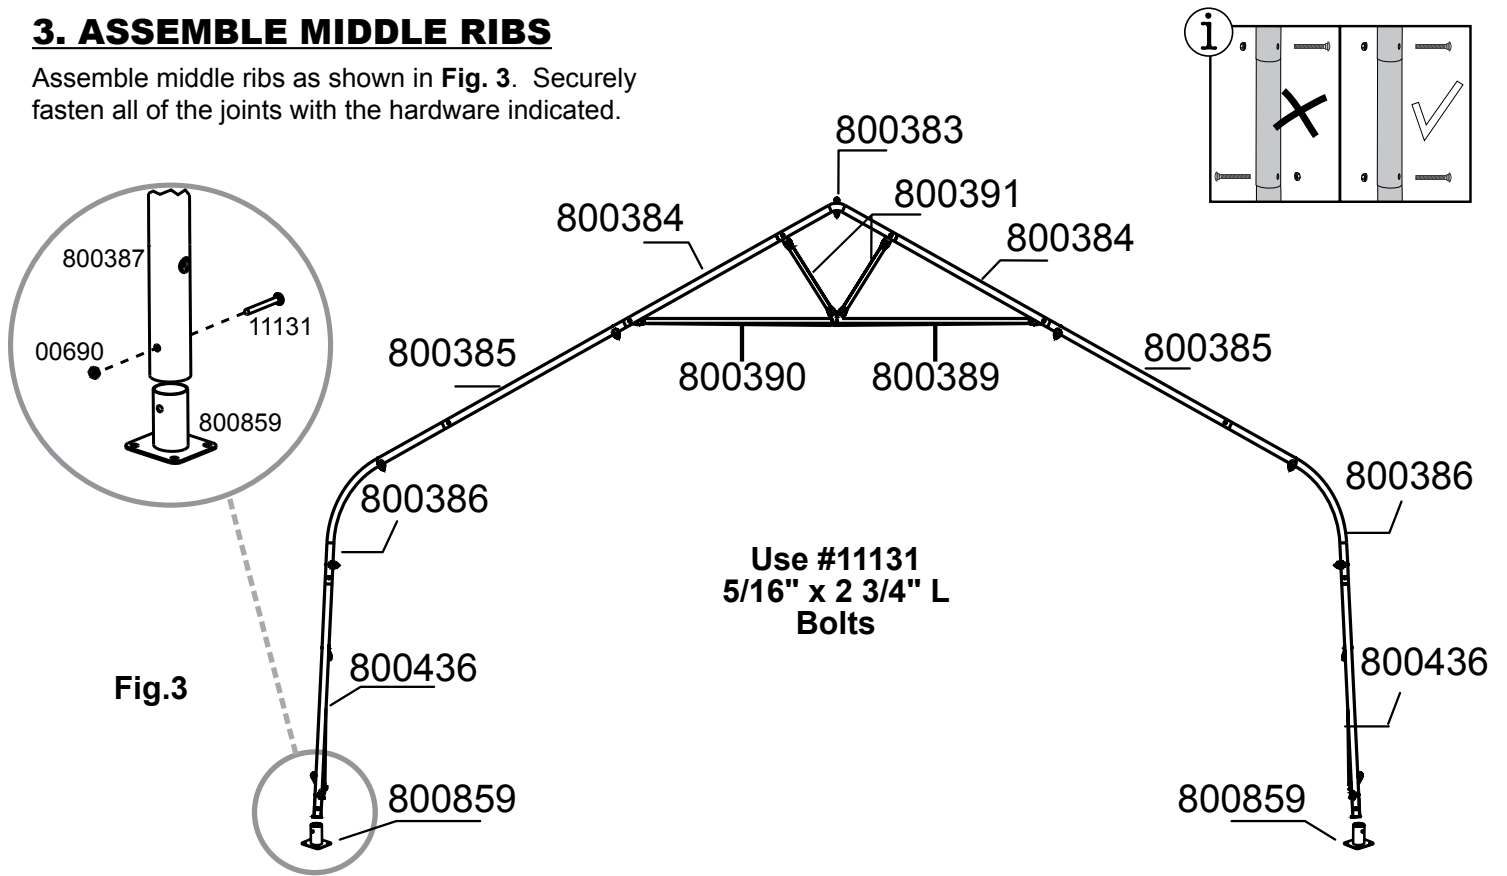 3. ASSEMBLE MIDDLE RIBS
Assemble middle ribs as shown in Fig. 3. Securely
fasten all of the joints with the hardware indicated.
i
800383
800391
800384
800384
800387
11131
00690
800859
800385
800385
800390
800389
800386
800386
Use #11131
5/16" x 2 3/4" L
Bolts
Fig.3
800436
800436
800859
800859